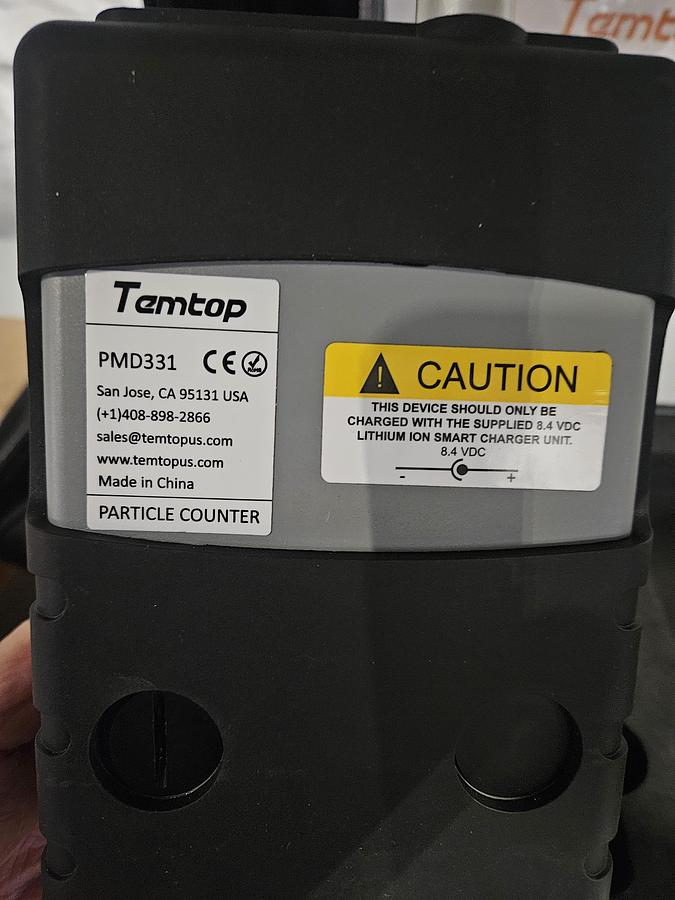 Temtop
Temtop
PMD331 CE RoHS
San Jose, CA 95131 USA
(+1)408-898-2866
sales@temtopus.com
www.temtopus.com
Made in China
PARTICLE COUNTER
! CAUTION
THIS DEVICE SHOULD ONLY BE
CHARGED WITH THE SUPPLIED 8.4 VDC
LITHIUM ION SMART CHARGER UNIT.
8.4 VDC
- +